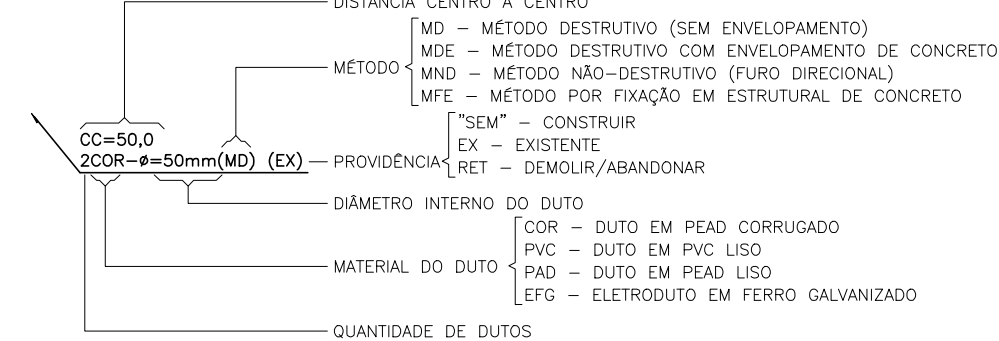 DISTÂNCIA CENTRO A CENTRO
MD – MÉTODO DESTRUTIVO (SEM ENVELOPAMENTO)
MDE – MÉTODO DESTRUTIVO COM ENVELOPAMENTO DE CONCRETO
MÉTODO
MND – MÉTODO NÃO-DESTRUTIVO (FURO DIRECIONAL)
MFE – MÉTODO POR FIXAÇÃO EM ESTRUTURAL DE CONCRETO
"SEM" – CONSTRUIR
CC=50,0
EX – EXISTENTE
2COR-ø=50mm(MD) (EX)
PROVIDÊNCIA
RET – DEMOLIR/ABANDONAR
DIÂMETRO INTERNO DO DUTO
COR – DUTO EM PEAD CORRUGADO
PVC – DUTO EM PVC LISO
MATERIAL DO DUTO
PAD – DUTO EM PEAD LISO
EFG – ELETRODUTO EM FERRO GALVANIZADO
QUANTIDADE DE DUTOS